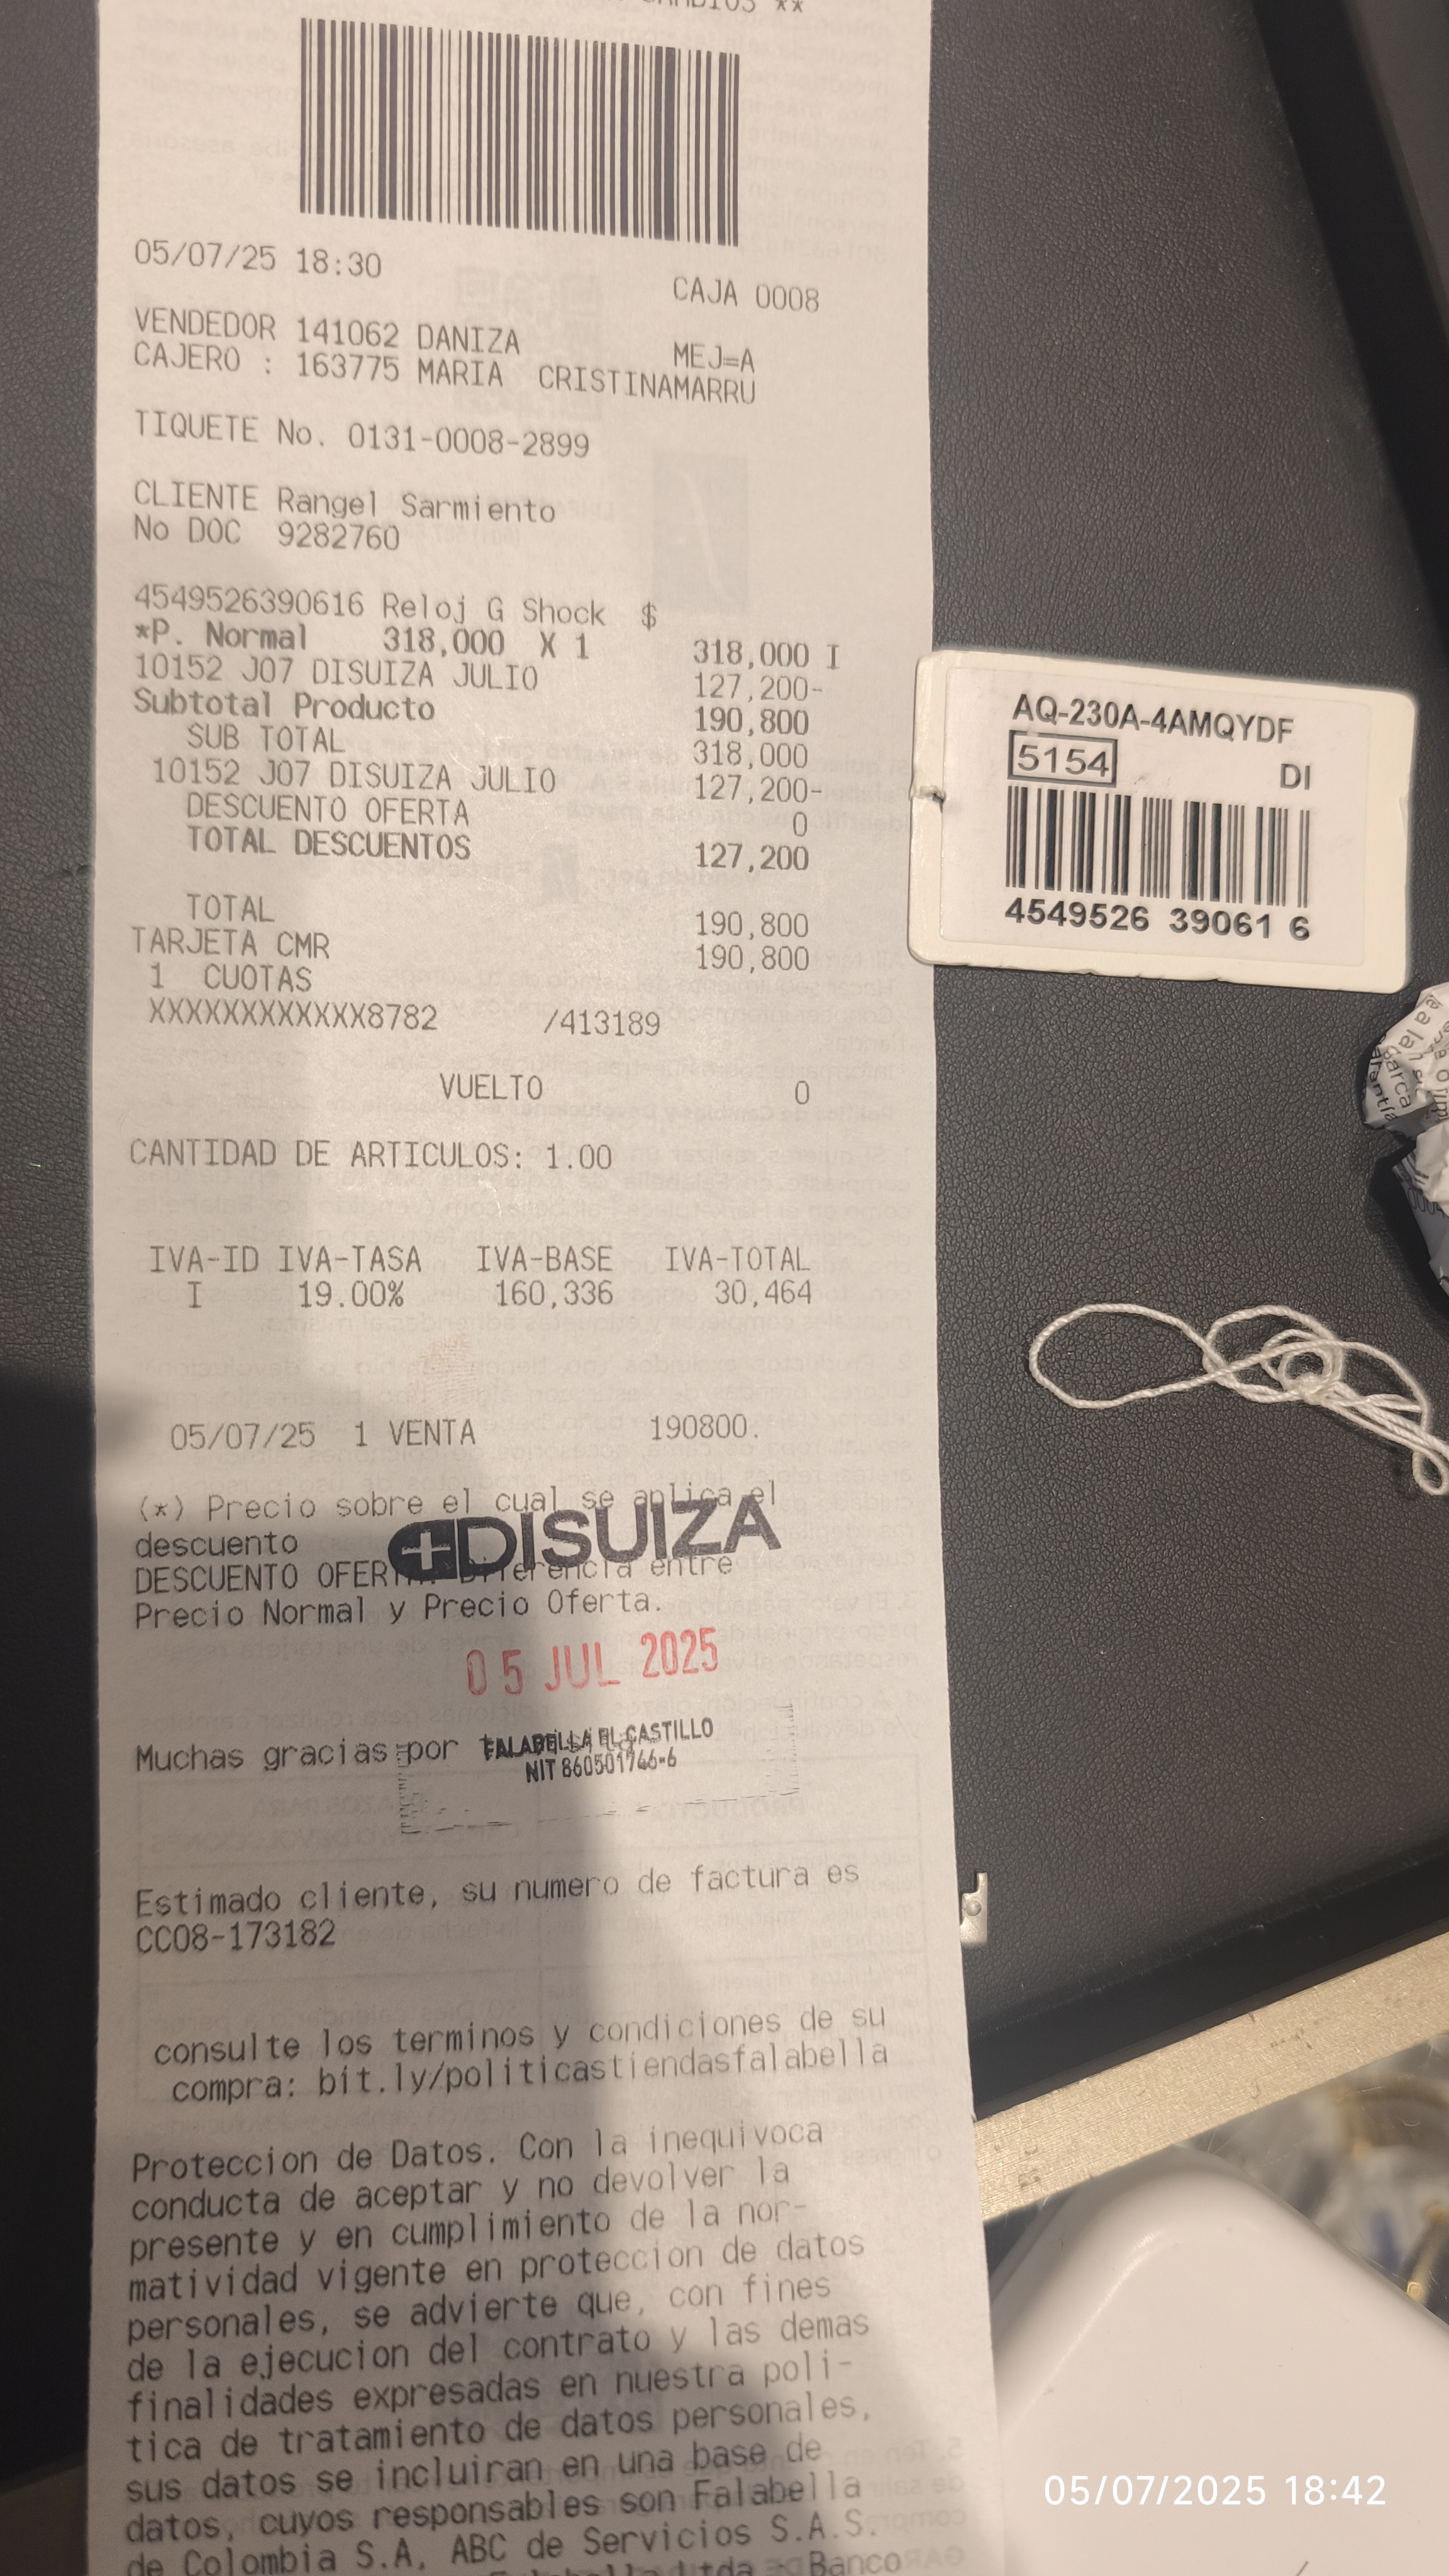 05/07/25 18:30
CAJA 0008
VENDEDOR 141062 DANIZA MEJ=A
CAJERO : 163775 MARIA CRISTINAMARRU
TIQUETE No. 0131-0008-2899
CLIENTE Rangel Sarmiento
No DOC 9282760
4549526390616 Reloj G Shock $
*P. Normal 318,000 X 1 318,000 I
10152 J07 DISUIZA JULIO 127,200-
Subtotal Producto 190,800
SUB TOTAL 318,000
10152 J07 DISUIZA JULIO 127,200-
DESCUENTO OFERTA 0
TOTAL DESCUENTOS 127,200
TOTAL 190,800
TARJETA CMR 190,800
1 CUOTAS
XXXXXXXXXXXX8782 /413189
VUELTO 0
CANTIDAD DE ARTICULOS: 1.00
IVA-ID IVA-TASA IVA-BASE IVA-TOTAL
I 19.00% 160,336 30,464
05/07/25 1 VENTA 190800.
(*) Precio sobre el cual se aplica el
descuento
DISUIZA
DESCUENTO OFERTA: Diferencia entre
Precio Normal y Precio Oferta.
05 JUL 2025
Muchas gracias por
FALABELLA EL CASTILLO
NIT 860501766-6
Estimado cliente, su numero de factura es
CC08-173182
consulte los terminos y condiciones de su
compra: bit.ly/politicastiendasfalabella
Proteccion de Datos. Con la inequivoca
conducta de aceptar y no devolver la
presente y en cumplimiento de la nor-
matividad vigente en proteccion de datos
personales, se advierte que, con fines
de la ejecucion del contrato y las demas
finalidades expresadas en nuestra poli-
tica de tratamiento de datos personales,
sus datos se incluiran en una base de
datos, cuyos responsables son Falabella
de Colombia S.A, ABC de Servicios S.A.S.
Ltda - Banco
AQ-230A-4AMQYDF
5154 DI
4549526 39061 6
05/07/2025 18:42